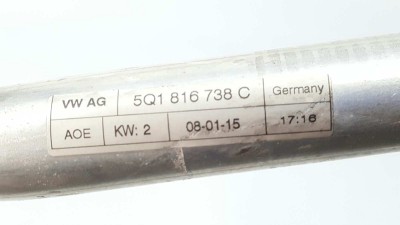 VW AG 5Q1 816 738 C Germany
AOE KW: 2 08-01-15 17:16